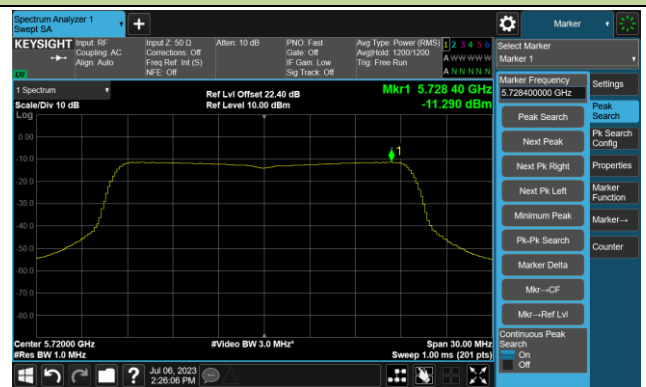 Spectrum Analyzer 1
Swept SA
Marker
KEYSIGHT
Input: RF
Coupling: AC
Align: Auto
Input Z: 50 Ω
Corrections: Off
Freq Ref: Int (S)
NFE: Off
Atten: 10 dB
PNO: Fast
Gate: Off
IF Gain: Low
Sig Track: Off
Avg Type: Power (RMS)
Avg|Hold: 1200/1200
Trig: Free Run
1 2 3 4 5 6
A W W W W W
A N N N N N
LW
Select Marker
Marker 1
1 Spectrum
Scale/Div 10 dB
Log
Ref Lvl Offset 22.40 dB
Ref Level 10.00 dBm
Mkr1 5.728 40 GHz
-11.290 dBm
0.00
-10.0
-20.0
-30.0
-40.0
-50.0
-60.0
-70.0
-80.0
1
Center 5.72000 GHz
#Res BW 1.0 MHz
#Video BW 3.0 MHz*
Span 30.00 MHz
Sweep 1.00 ms (201 pts)
Marker Frequency
5.728400000 GHz
Peak Search
Next Peak
Next Pk Right
Next Pk Left
Minimum Peak
Pk-Pk Search
Marker Delta
Mkr→CF
Mkr→Ref Lvl
Continuous Peak
Search
On
Off
Settings
Peak
Search
Pk Search
Config
Properties
Marker
Function
Marker→
Counter
?
Jul 06, 2023
2:26:06 PM